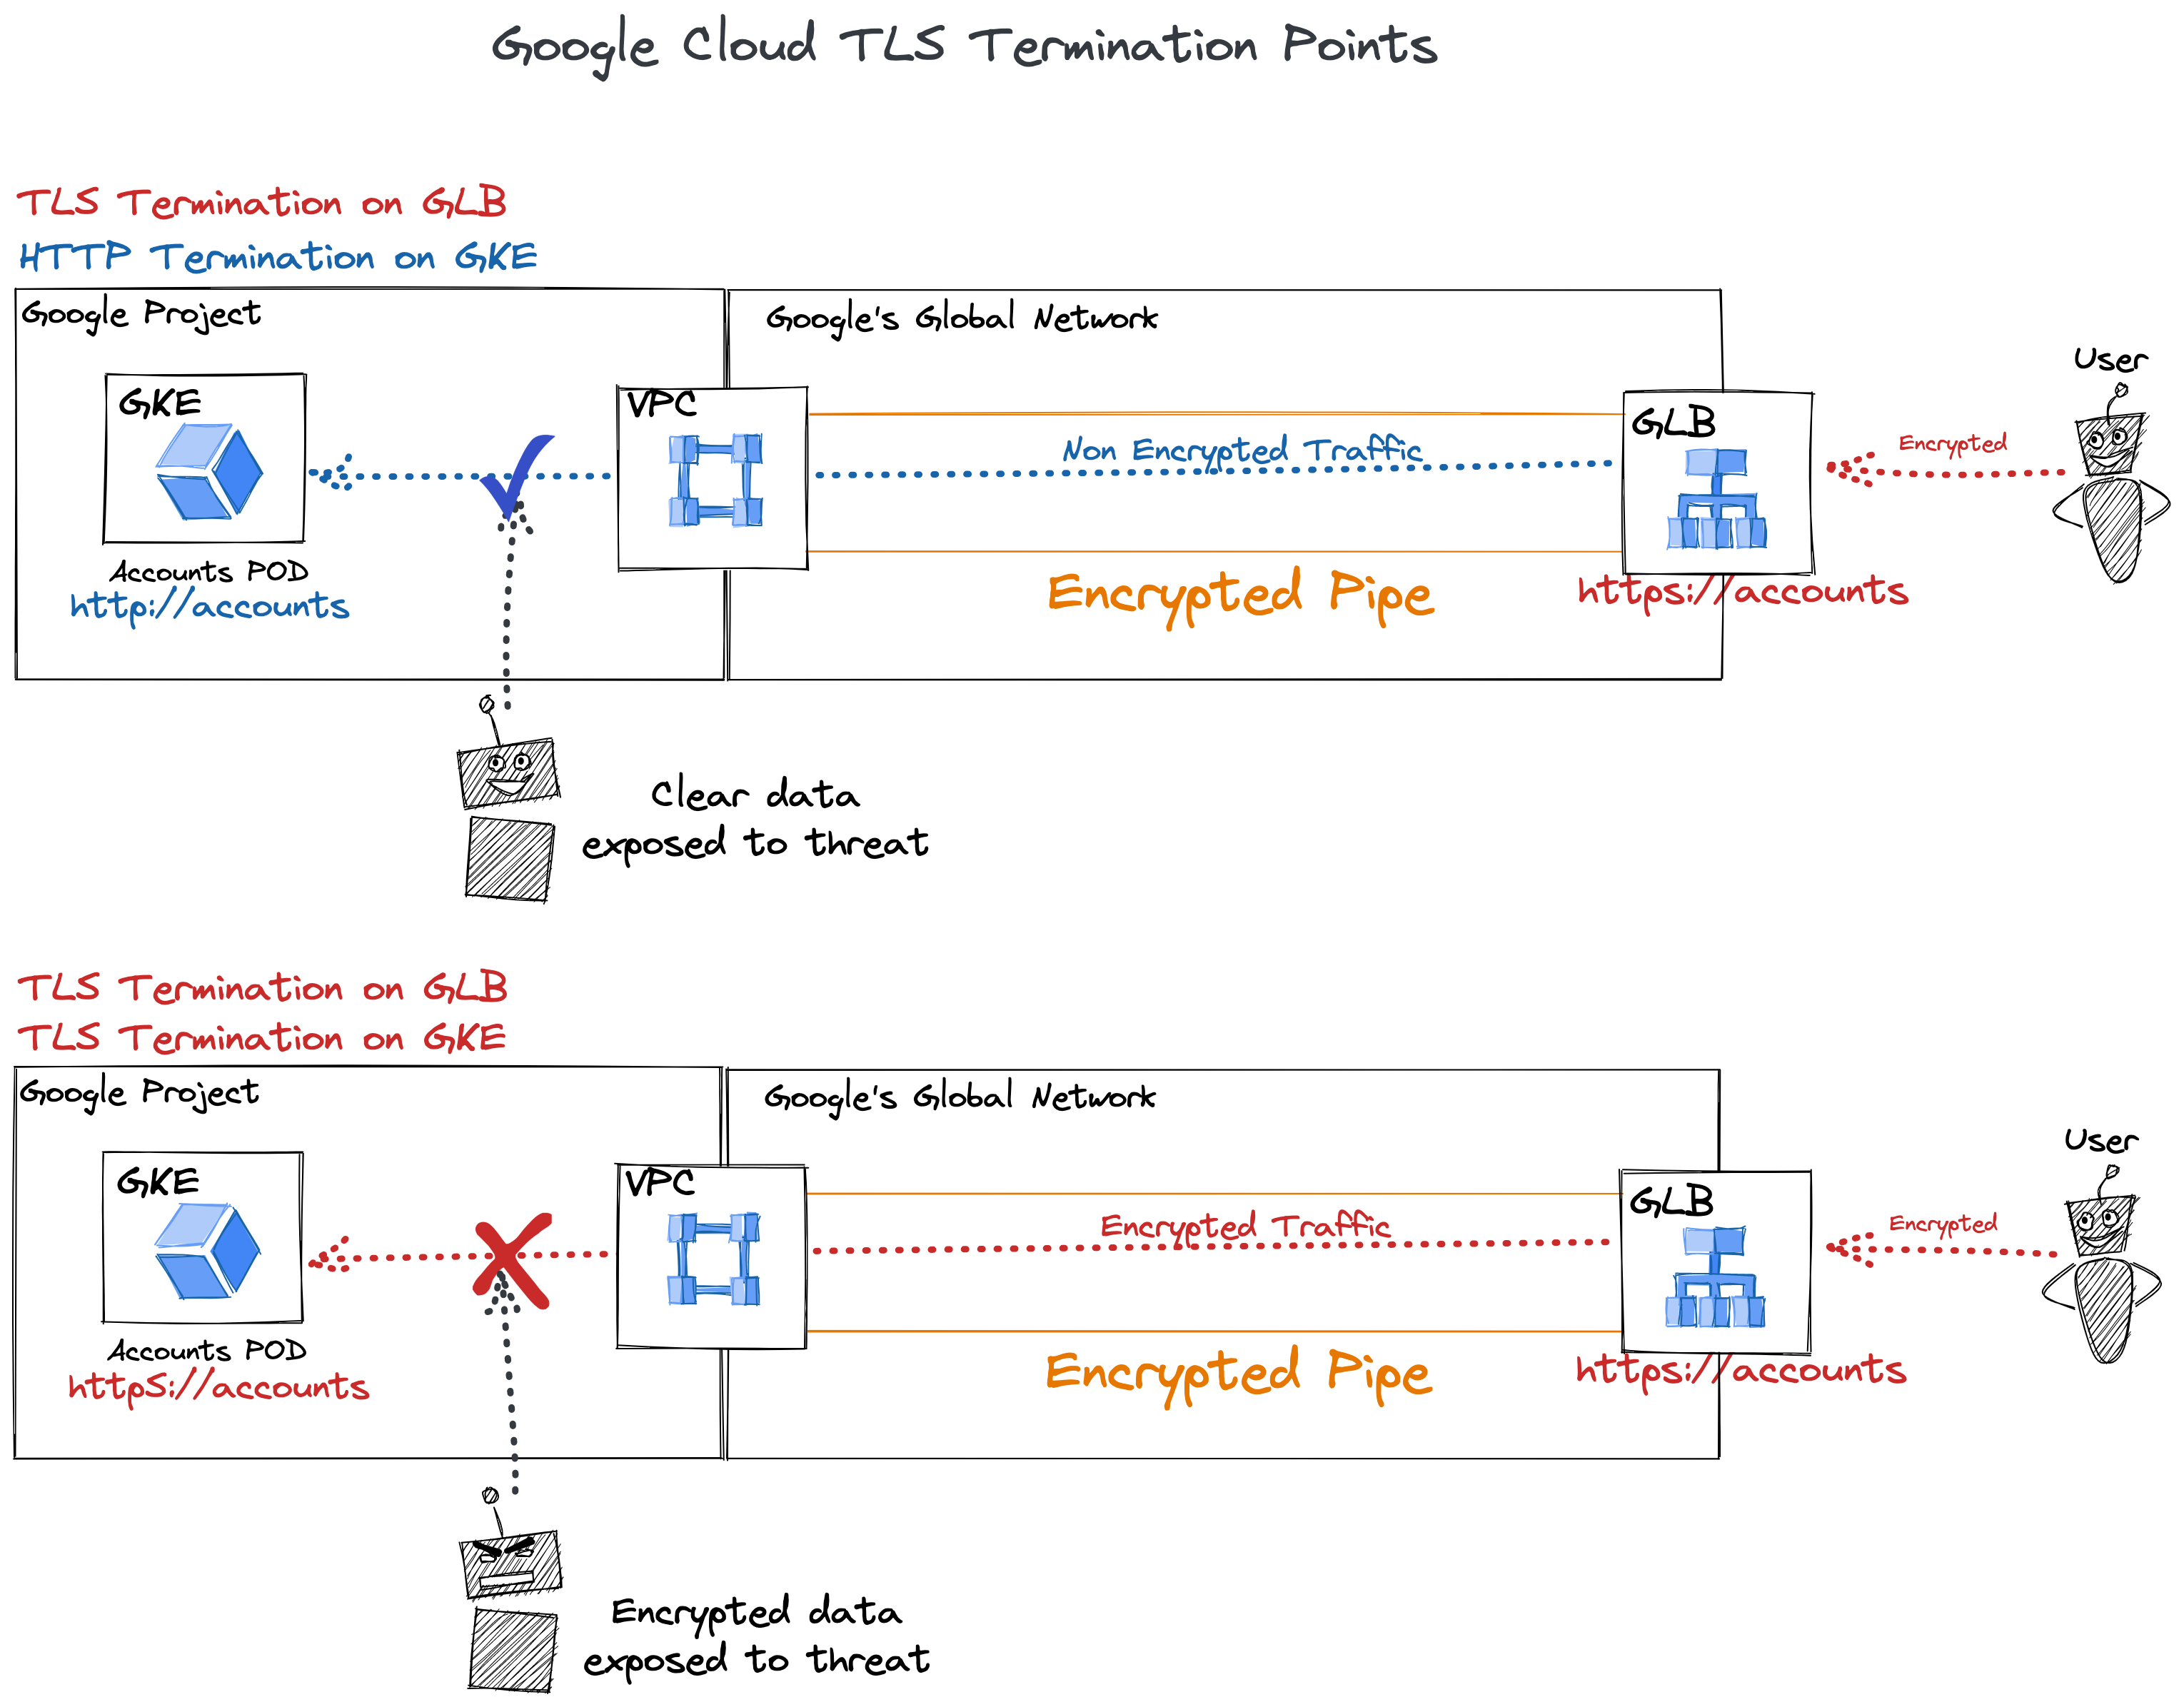 Google Cloud TLS Termination Points
TLS Termination on GLB
HTTP Termination on GKE
Google Project
Google's Global Network
User
GKE
VPC
GLB
Non Encrypted Traffic
Encrypted
Accounts POD
http://accounts
Encrypted Pipe
https://accounts
Clear data
exposed to threat
TLS Termination on GLB
TLS Termination on GKE
Google Project
Google's Global Network
User
GKE
VPC
GLB
Encrypted Traffic
Encrypted
Accounts POD
httpS://accounts
Encrypted Pipe
https://accounts
Encrypted data
exposed to threat